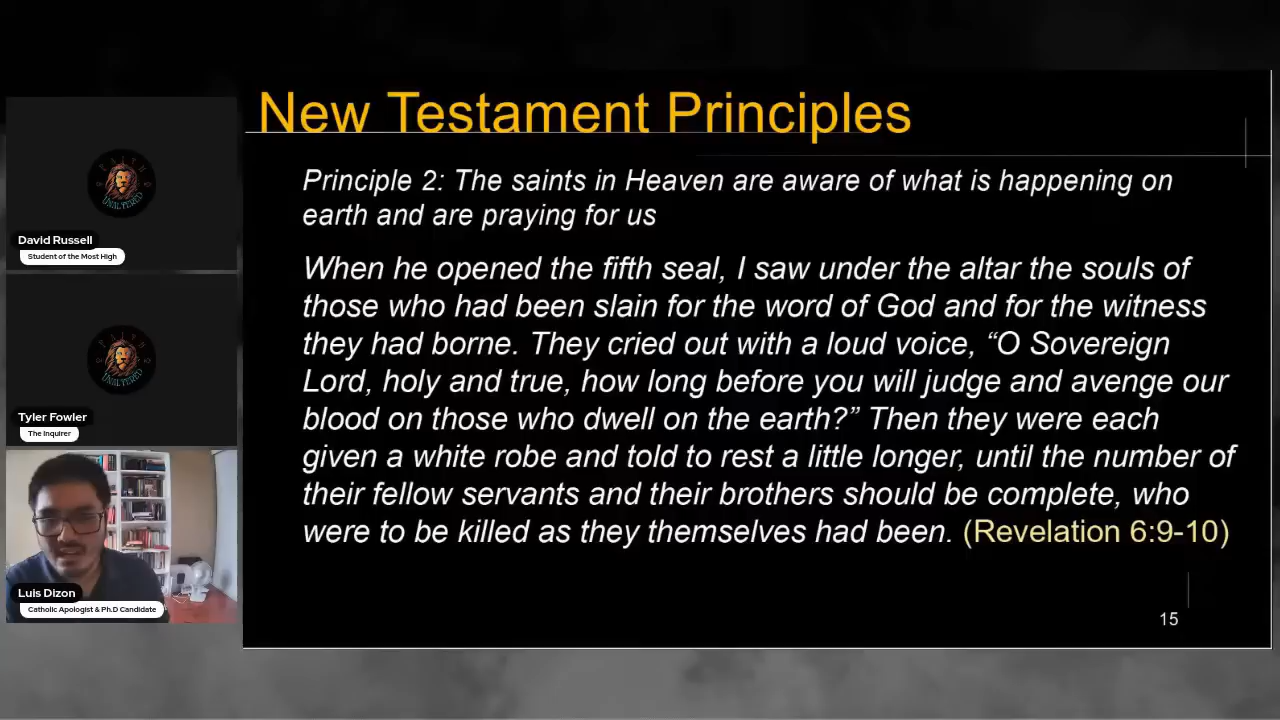 New Testament Principles
Principle 2: The saints in Heaven are aware of what is happening on
earth and are praying for us
When he opened the fifth seal, I saw under the altar the souls of
those who had been slain for the word of God and for the witness
they had borne. They cried out with a loud voice, “O Sovereign
Lord, holy and true, how long before you will judge and avenge our
blood on those who dwell on the earth?” Then they were each
given a white robe and told to rest a little longer, until the number of
their fellow servants and their brothers should be complete, who
were to be killed as they themselves had been. (Revelation 6:9-10)
15
FAITH
UNALTERED
David Russell
Student of the Most High
FAITH
UNALTERED
Tyler Fowler
The Inquirer
Luis Dizon
Catholic Apologist & Ph.D Candidate